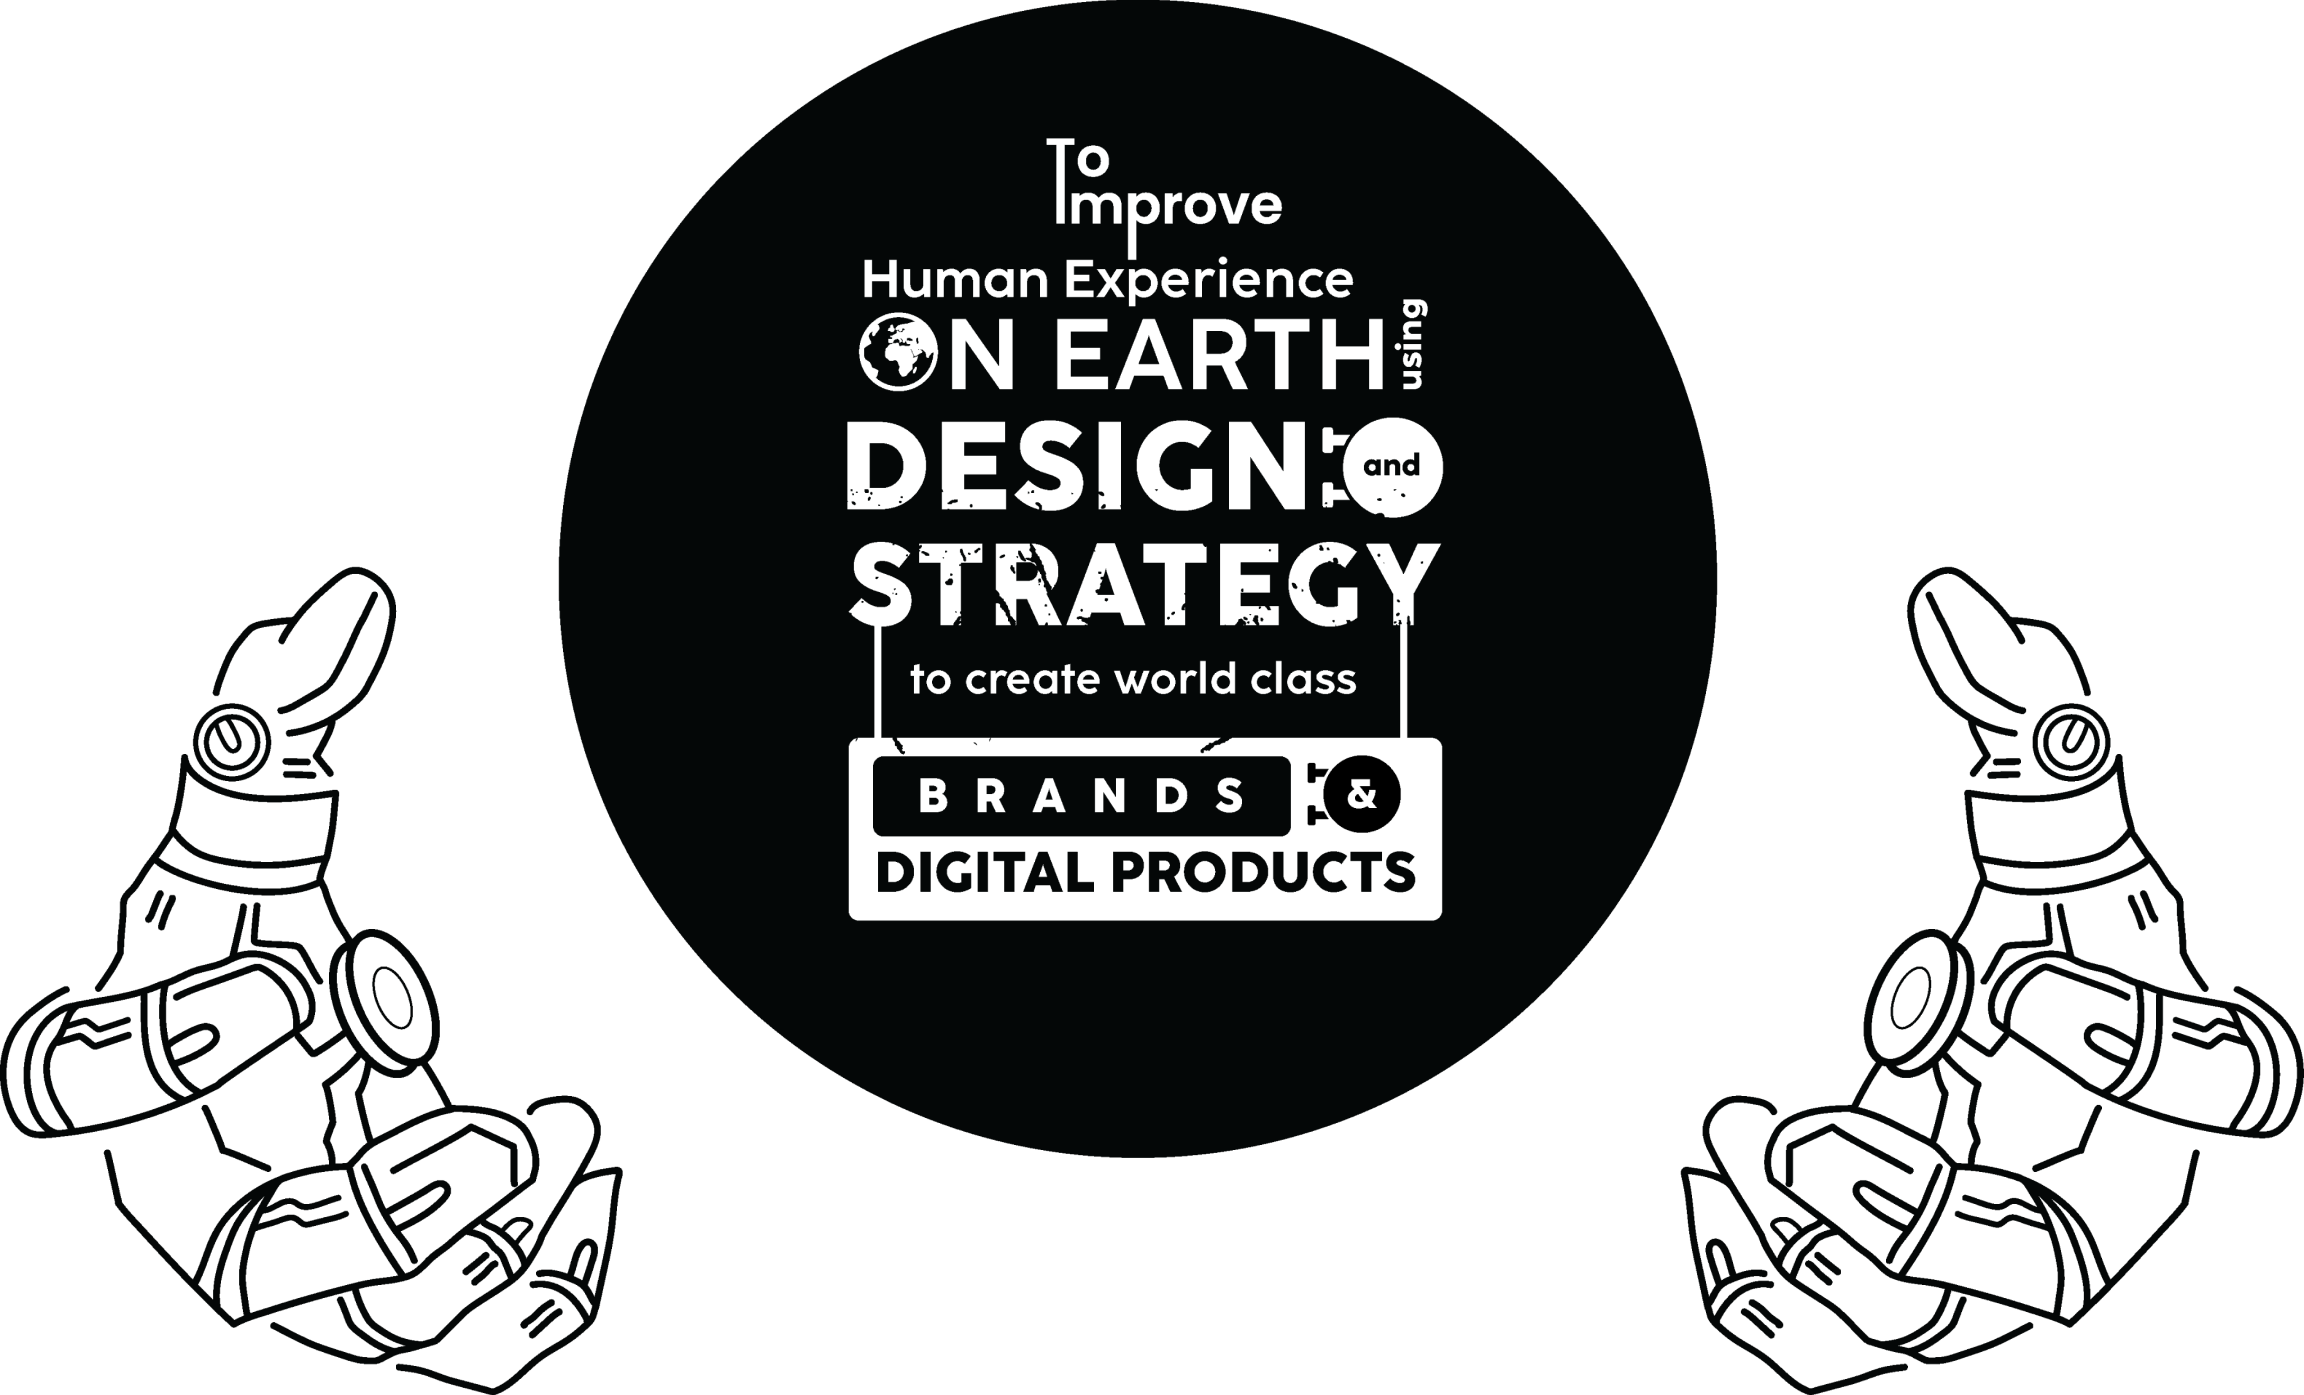 To
Improve
Human Experience
ON EARTH using
DESIGN and
STRATEGY
to create world class
BRANDS &
DIGITAL PRODUCTS